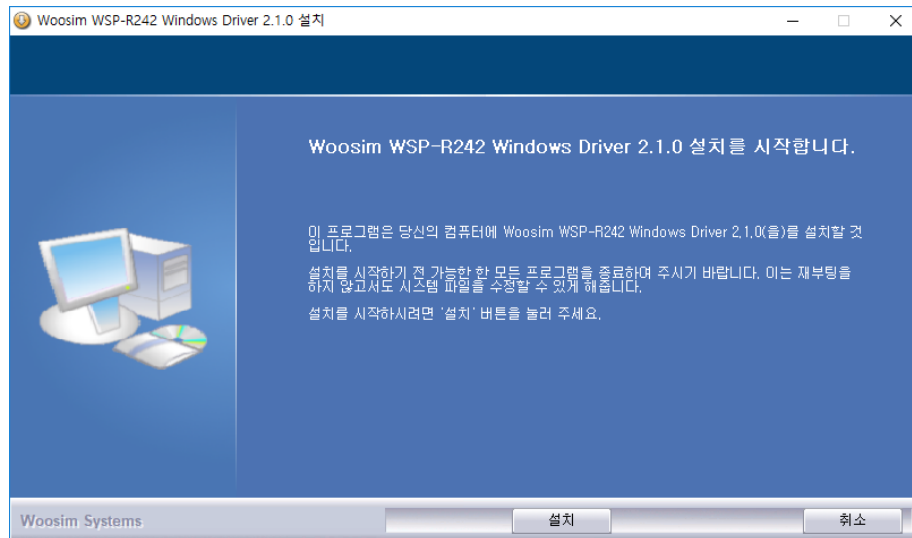 Woosim WSP-R242 Windows Driver 2.1.0 설치
Woosim WSP-R242 Windows Driver 2.1.0 설치를 시작합니다.
이 프로그램은 당신의 컴퓨터에 Woosim WSP-R242 Windows Driver 2.1.0(을)를 설치할 것
입니다.
설치를 시작하기 전 가능한 한 모든 프로그램을 종료하여 주시기 바랍니다. 이는 재부팅을
하지 않고서도 시스템 파일을 수정할 수 있게 해줍니다.
설치를 시작하시려면 '설치' 버튼을 눌러 주세요.
Woosim Systems
설치
취소